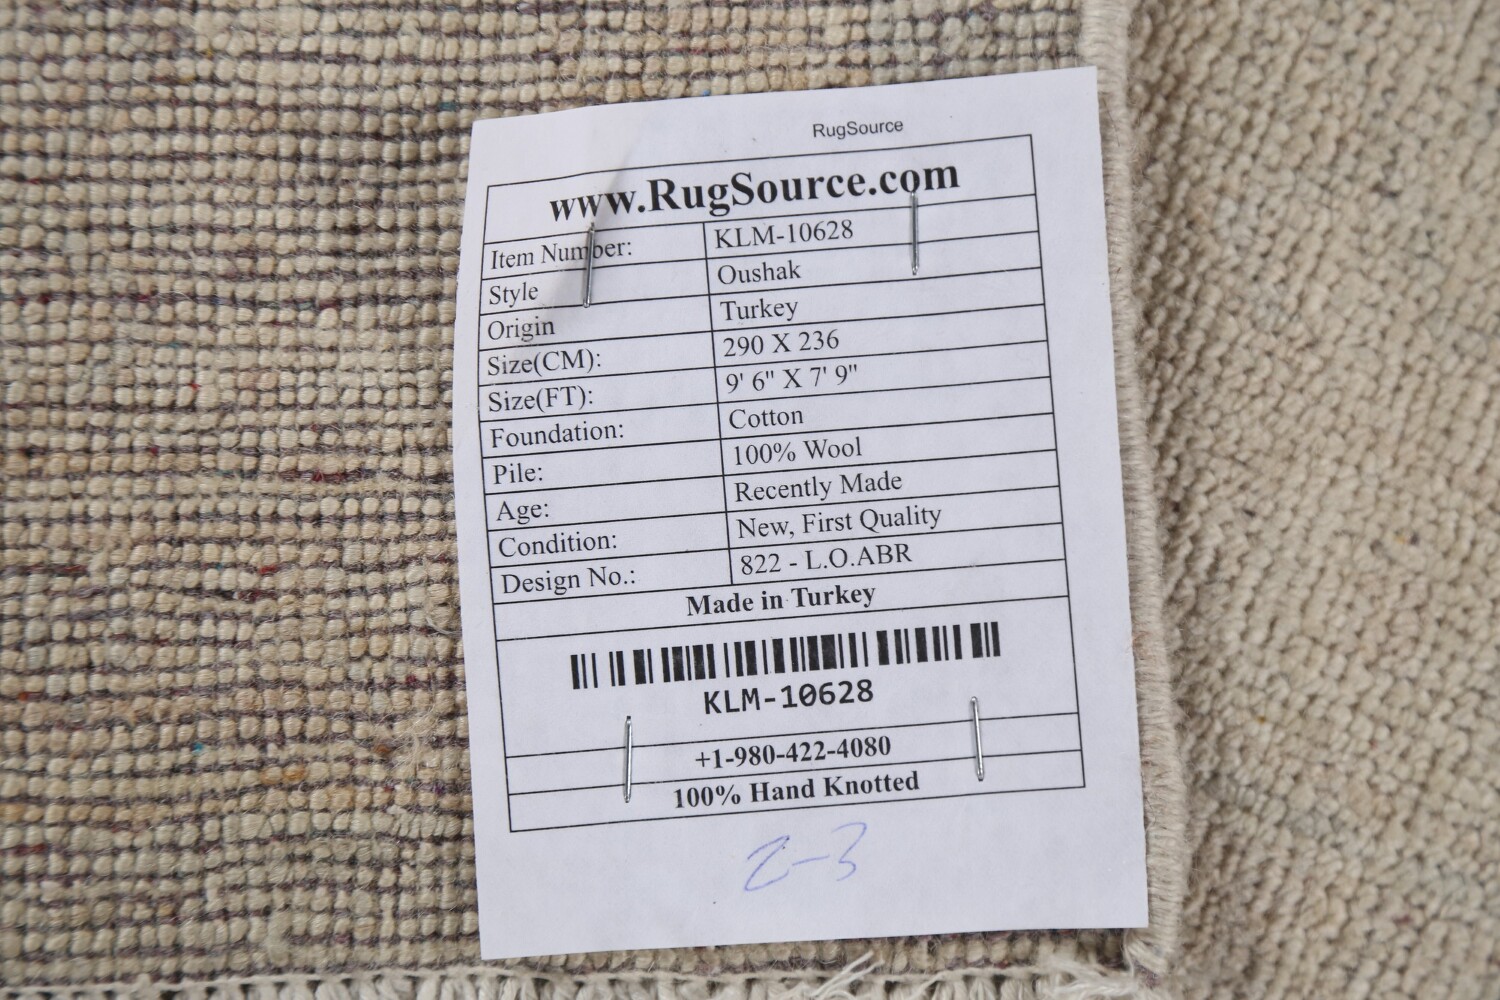 RugSource
www.RugSource.com
Item Number: KLM-10628
Style Oushak
Origin Turkey
Size(CM): 290 X 236
Size(FT): 9' 6" X 7' 9"
Foundation: Cotton
Pile: 100% Wool
Age: Recently Made
Condition: New, First Quality
Design No.: 822 - L.O.ABR
Made in Turkey
KLM-10628
+1-980-422-4080
100% Hand Knotted
2-3